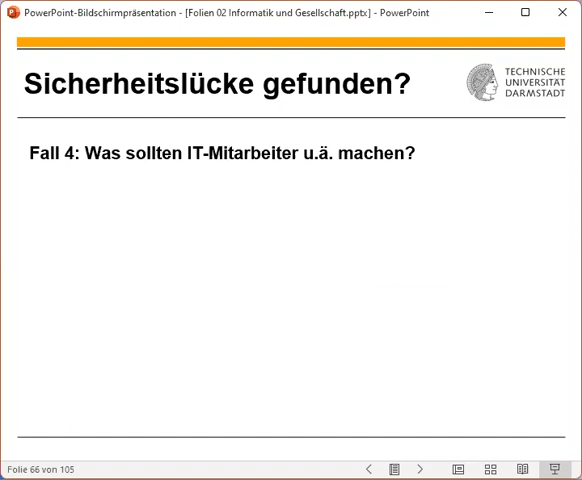 PowerPoint-Bildschirmpräsentation - [Folien 02 Informatik und Gesellschaft.pptx] - PowerPoint
Sicherheitslücke gefunden?
TECHNISCHE
UNIVERSITÄT
DARMSTADT
Fall 4: Was sollten IT-Mitarbeiter u.ä. machen?
Folie 66 von 105